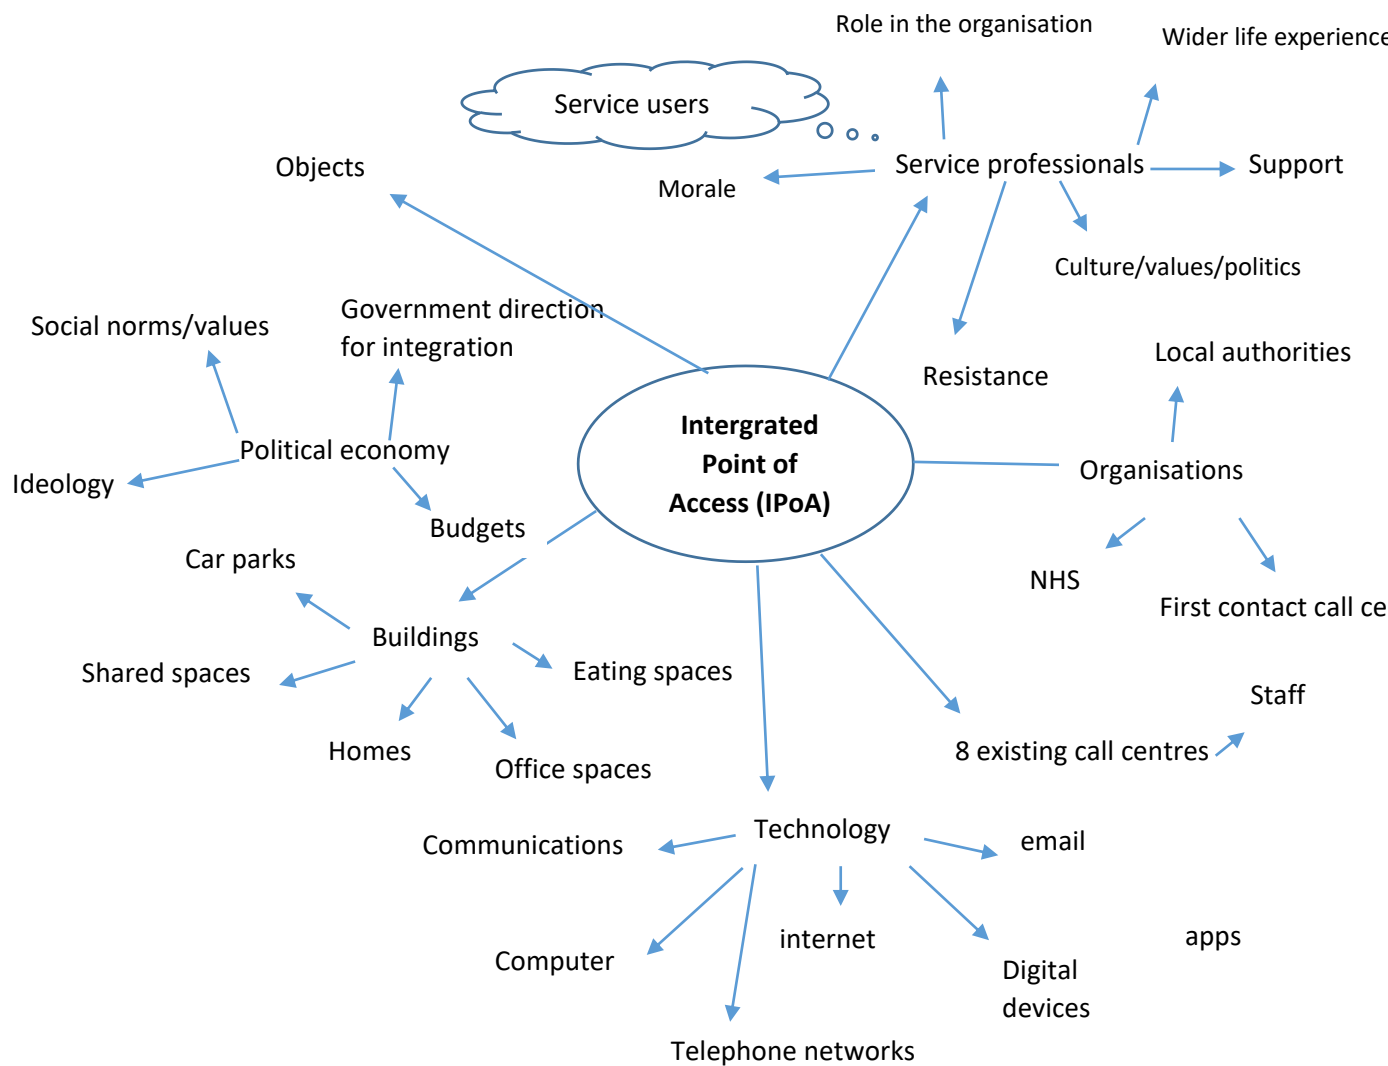 Role in the organisation
Wider life experience
Service users
Objects
Service professionals
Support
Morale
Culture/values/politics
Government direction
for integration
Social norms/values
Local authorities
Resistance
Intergrated
Point of
Access (IPoA)
Political economy
Organisations
Ideology
Budgets
Car parks
NHS
First contact call ce
Buildings
Shared spaces
Eating spaces
Staff
Homes
Office spaces
8 existing call centres
Technology
Communications
email
internet
apps
Computer
Digital
devices
Telephone networks